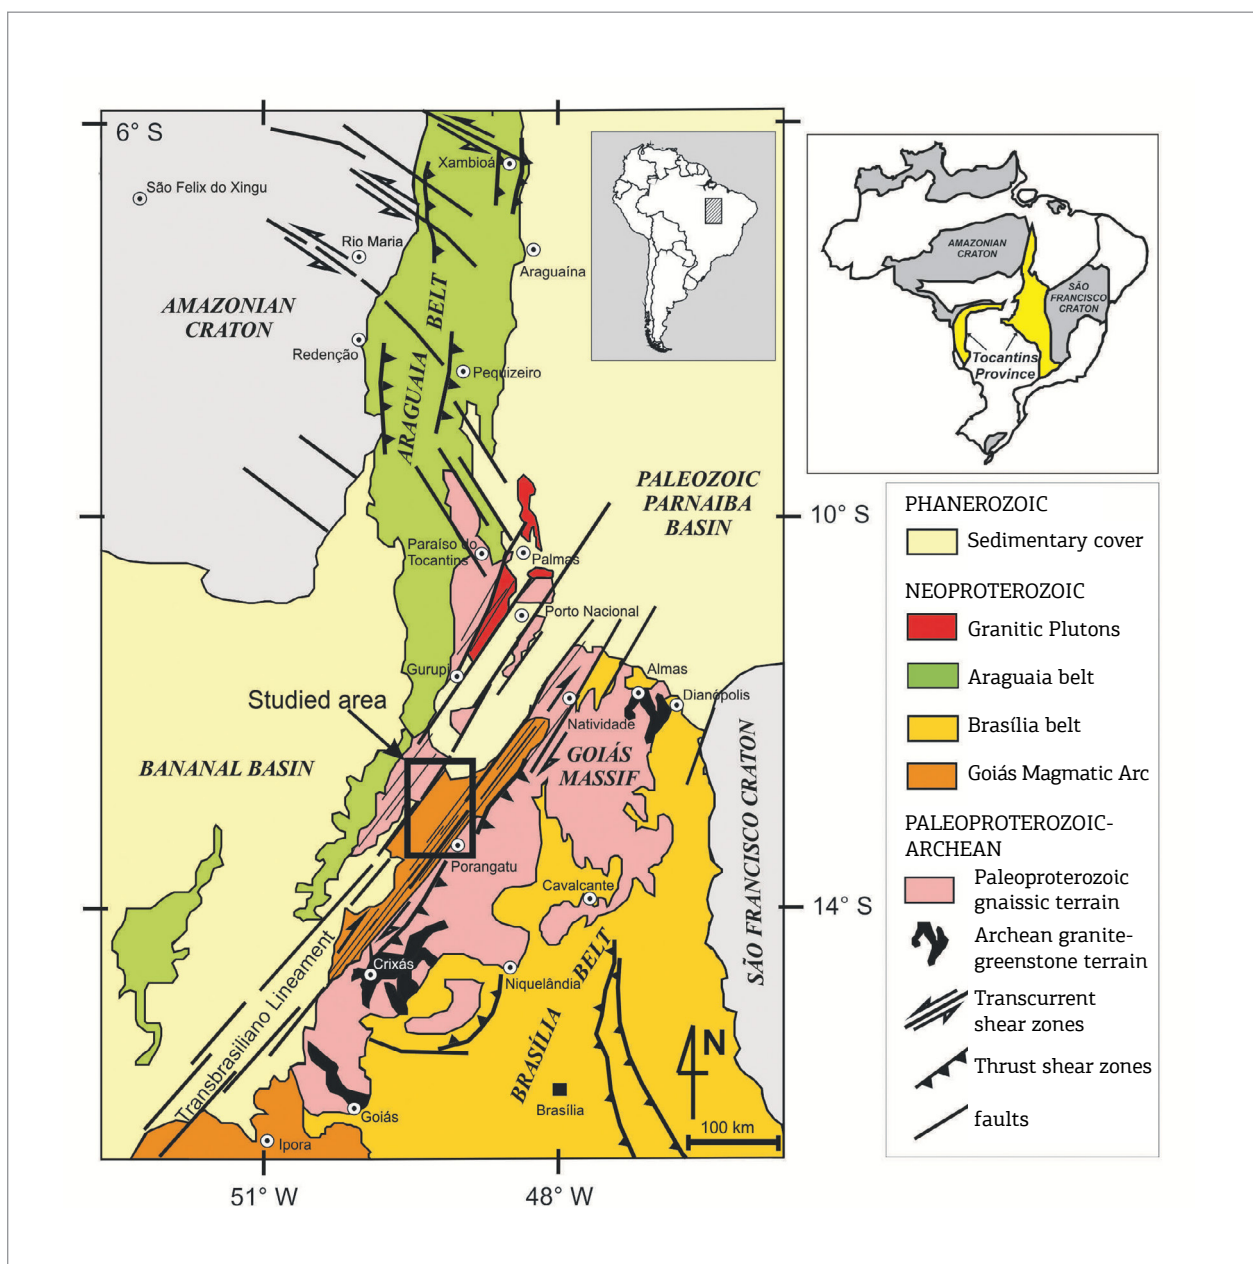 6° S
Xambioá
São Felix do Xingu
Rio Maria
Araguaína
AMAZONIAN
CRATON
Redenção
Pequizeiro
ARAGUAIA BELT
PALEOZOIC
PARNAIBA
BASIN
10° S
Paraíso do
Tocantins
Palmas
Porto Nacional
Gurupi
Almas
Studied area
Dianópolis
Natividade
BANANAL BASIN
GOIÁS
MASSIF
Porangatu
SÃO FRANCISCO CRATON
Cavalcante
14° S
Crixás
Niquelândia
Transbrasiliano Lineament
BRASÍLIA BELT
N
Brasília
Goiás
100 km
Ipora
51° W
48° W
AMAZONIAN
CRATON
SÃO
FRANCISCO
CRATON
Tocantins
Province
PHANEROZOIC
Sedimentary cover
NEOPROTEROZOIC
Granitic Plutons
Araguaia belt
Brasília belt
Goiás Magmatic Arc
PALEOPROTEROZOIC-
ARCHEAN
Paleoproterozoic
gnaissic terrain
Archean granite-
greenstone terrain
Transcurrent
shear zones
Thrust shear zones
faults